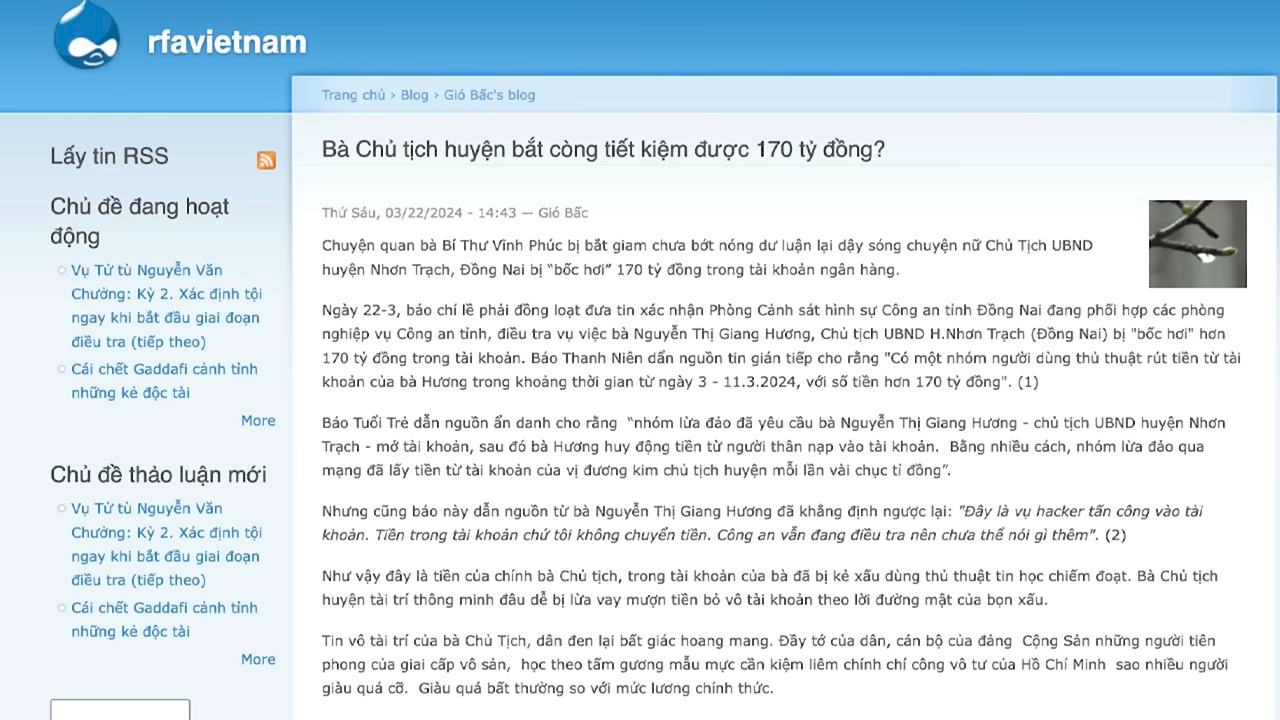 rfavietnam
Trang chủ › Blog › Gió Bấc's blog
Lấy tin RSS
Chủ đề đang hoạt
động
Vụ Tử tù Nguyễn Văn
Chưởng: Kỳ 2. Xác định tội
ngay khi bắt đầu giai đoạn
điều tra (tiếp theo)
Cái chết Gaddafi cảnh tỉnh
những kẻ độc tài
More
Chủ đề thảo luận mới
Vụ Tử tù Nguyễn Văn
Chưởng: Kỳ 2. Xác định tội
ngay khi bắt đầu giai đoạn
điều tra (tiếp theo)
Cái chết Gaddafi cảnh tỉnh
những kẻ độc tài
More
Bà Chủ tịch huyện bắt còng tiết kiệm được 170 tỷ đồng?
Thứ Sáu, 03/22/2024 - 14:43 — Gió Bấc
Chuyện quan bà Bí Thư Vĩnh Phúc bị bắt giam chưa bớt nóng dư luận lại dậy sóng chuyện nữ Chủ Tịch UBND
huyện Nhơn Trạch, Đồng Nai bị “bốc hơi” 170 tỷ đồng trong tài khoản ngân hàng.
Ngày 22-3, báo chí lề phải đồng loạt đưa tin xác nhận Phòng Cảnh sát hình sự Công an tỉnh Đồng Nai đang phối hợp các phòng
nghiệp vụ Công an tỉnh, điều tra vụ việc bà Nguyễn Thị Giang Hương, Chủ tịch UBND H.Nhơn Trạch (Đồng Nai) bị "bốc hơi" hơn
170 tỷ đồng trong tài khoản. Báo Thanh Niên dẩn nguồn tin gián tiếp cho rằng "Có một nhóm người dùng thủ thuật rút tiền từ tài
khoản của bà Hương trong khoảng thời gian từ ngày 3 - 11.3.2024, với số tiền hơn 170 tỷ đồng". (1)
Báo Tuổi Trẻ dẫn nguồn ẩn danh cho rằng “nhóm lừa đảo đã yêu cầu bà Nguyễn Thị Giang Hương - chủ tịch UBND huyện Nhơn
Trạch - mở tài khoản, sau đó bà Hương huy động tiền từ người thân nạp vào tài khoản. Bằng nhiều cách, nhóm lừa đảo qua
mạng đã lấy tiền từ tài khoản của vị đương kim chủ tịch huyện mỗi lần vài chục tỉ đồng”.
Nhưng cũng báo này dẫn nguồn từ bà Nguyễn Thị Giang Hương đã khẳng định ngược lại: "Đây là vụ hacker tấn công vào tài
khoản. Tiền trong tài khoản chứ tôi không chuyển tiền. Công an vẫn đang điều tra nên chưa thể nói gì thêm". (2)
Như vậy đây là tiền của chính bà Chủ tịch, trong tài khoản của bà đã bị kẻ xấu dùng thủ thuật tin học chiếm đoạt. Bà Chủ tịch
huyện tài trí thông minh đâu dễ bị lừa vay mượn tiền bỏ vô tài khoản theo lời đường mật của bọn xấu.
Tin vô tài trí của bà Chủ Tịch, dân đen lại bất giác hoang mang. Đầy tớ của dân, cán bộ của đảng Cộng Sản những người tiên
phong của giai cấp vô sản, học theo tấm gương mẫu mực cần kiệm liêm chính chí công vô tư của Hồ Chí Minh sao nhiều người
giàu quá cỡ. Giàu quá bất thường so với mức lương chính thức.